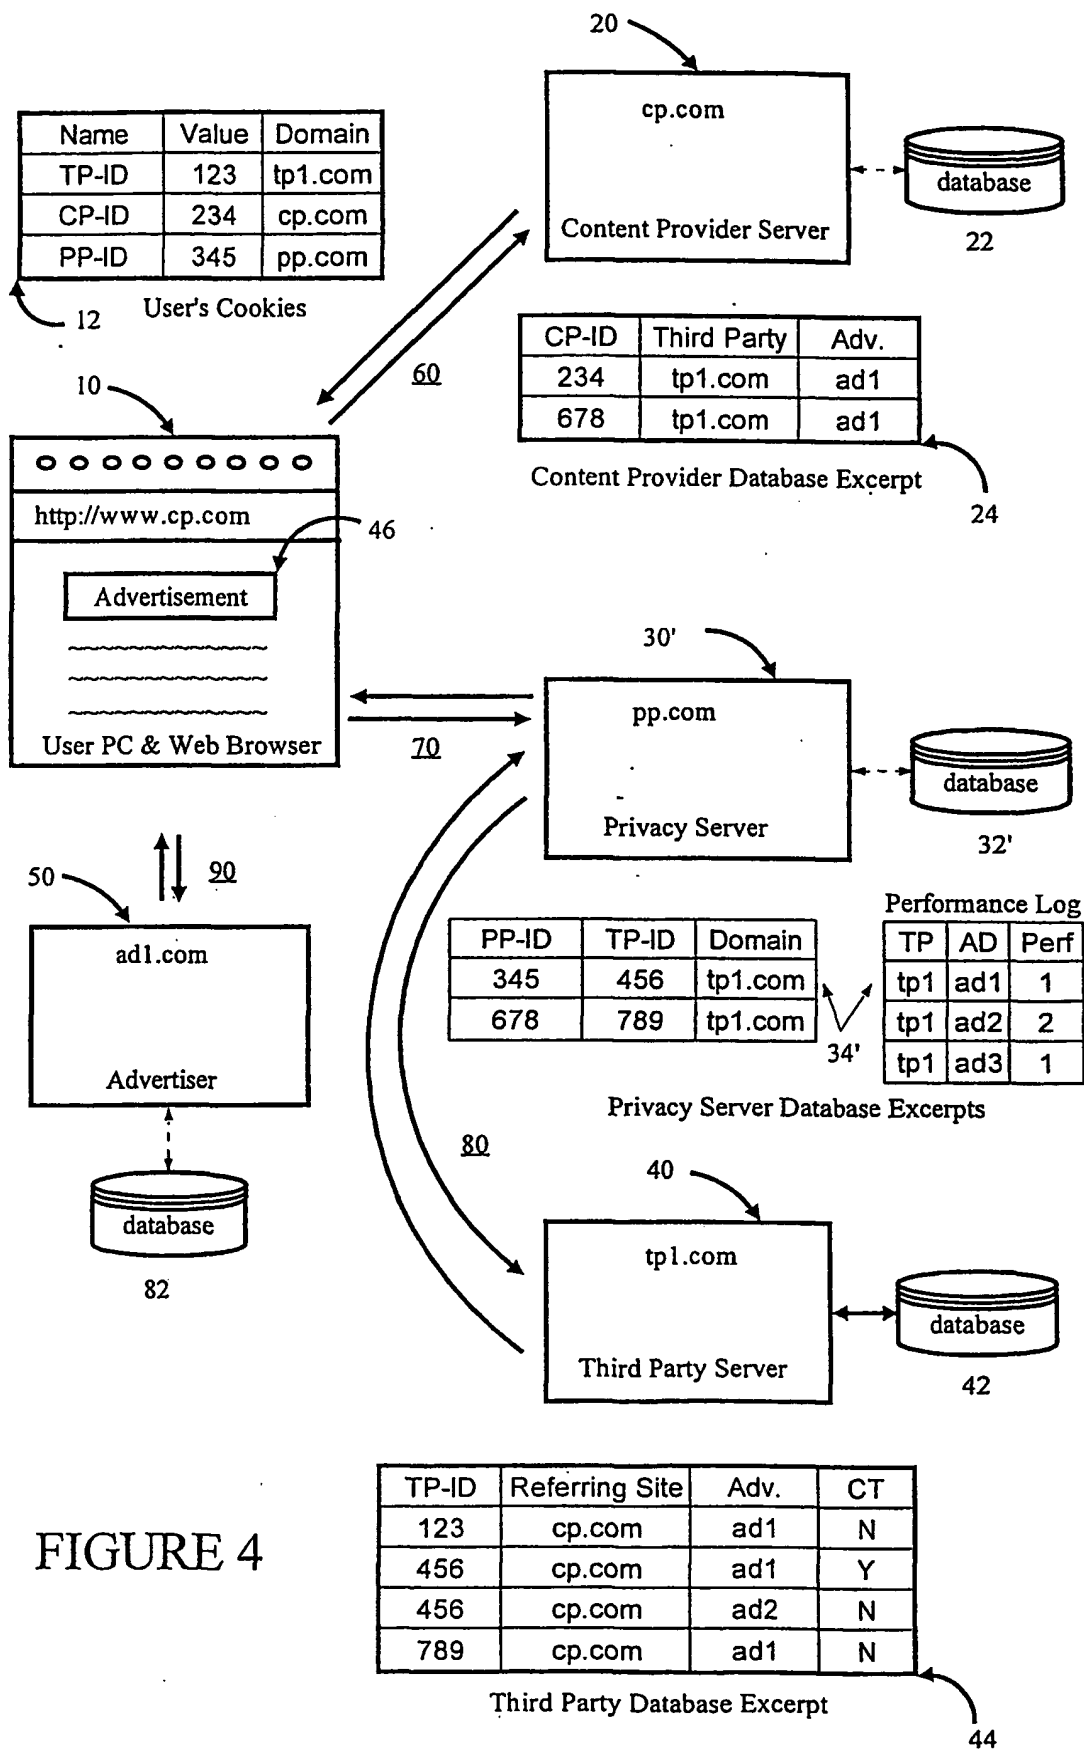 20
cp.com
Content Provider Server
database
22
Name Value Domain
TP-ID 123 tp1.com
CP-ID 234 cp.com
PP-ID 345 pp.com
User's Cookies
12
60
CP-ID Third Party Adv.
234 tp1.com ad1
678 tp1.com ad1
Content Provider Database Excerpt
24
10
http://www.cp.com
46
Advertisement
User PC & Web Browser
70
30'
pp.com
Privacy Server
database
32'
90
50
ad1.com
Advertiser
database
82
PP-ID TP-ID Domain
345 456 tp1.com
678 789 tp1.com
34'
Performance Log
TP AD Perf
tp1 ad1 1
tp1 ad2 2
tp1 ad3 1
Privacy Server Database Excerpts
80
40
tp1.com
Third Party Server
database
42
TP-ID Referring Site Adv. CT
123 cp.com ad1 N
456 cp.com ad1 Y
456 cp.com ad2 N
789 cp.com ad1 N
Third Party Database Excerpt
44
FIGURE 4